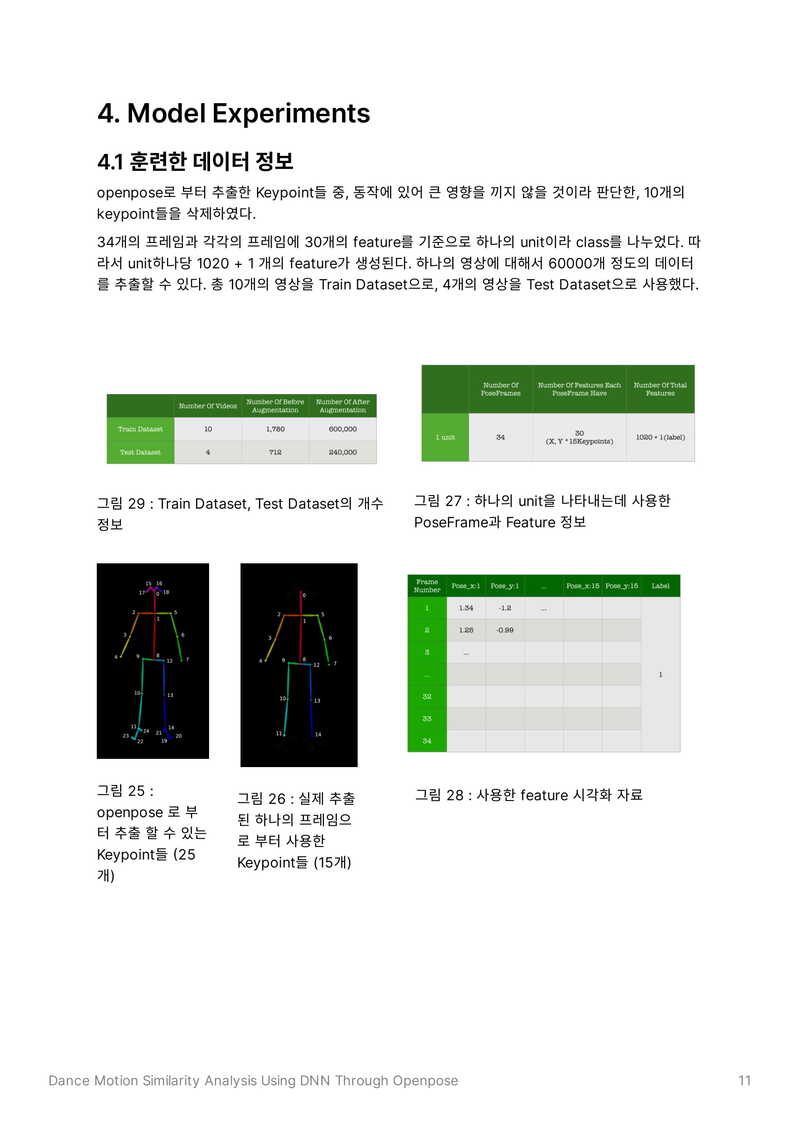 4. Model Experiments
4.1 훈련한 데이터 정보
openpose로 부터 추출한 Keypoint들 중, 동작에 있어 큰 영향을 끼지 않을 것이라 판단한, 10개의
keypoint들을 삭제하였다.
34개의 프레임과 각각의 프레임에 30개의 feature를 기준으로 하나의 unit이라 class를 나누었다. 따
라서 unit하나당 1020 + 1 개의 feature가 생성된다. 하나의 영상에 대해서 60000개 정도의 데이터
를 추출할 수 있다. 총 10개의 영상을 Train Dataset으로, 4개의 영상을 Test Dataset으로 사용했다.
Number Of Videos Number Of Before Augmentation Number Of After Augmentation
Train Dataset 10 1,780 600,000
Test Dataset 4 712 240,000
그림 29 : Train Dataset, Test Dataset의 개수
정보
Number Of PoseFrames Number Of Features Each PoseFrame Have Number Of Total Features
1 unit 34 30 (X, Y * 15Keypoints) 1020 + 1(label)
그림 27 : 하나의 unit을 나타내는데 사용한
PoseFrame과 Feature 정보
15 16
17 0 18
2 1 5
3 6
4 9 8 12 7
10 13
11 24 21 14
23 22 19 20
그림 25 :
openpose 로 부
터 추출 할 수 있는
Keypoint들 (25
개)
0
2 1 5
3 6
4 9 8 12 7
10 13
11 14
그림 26 : 실제 추출
된 하나의 프레임으
로 부터 사용한
Keypoint들 (15개)
Frame Number Pose_x:1 Pose_y:1 ... Pose_x:15 Pose_y:15 Label
1 1.34 -1.2 ...
2 1.25 -0.99
3 ...
... 1
32
33
34
그림 28 : 사용한 feature 시각화 자료
Dance Motion Similarity Analysis Using DNN Through Openpose 11